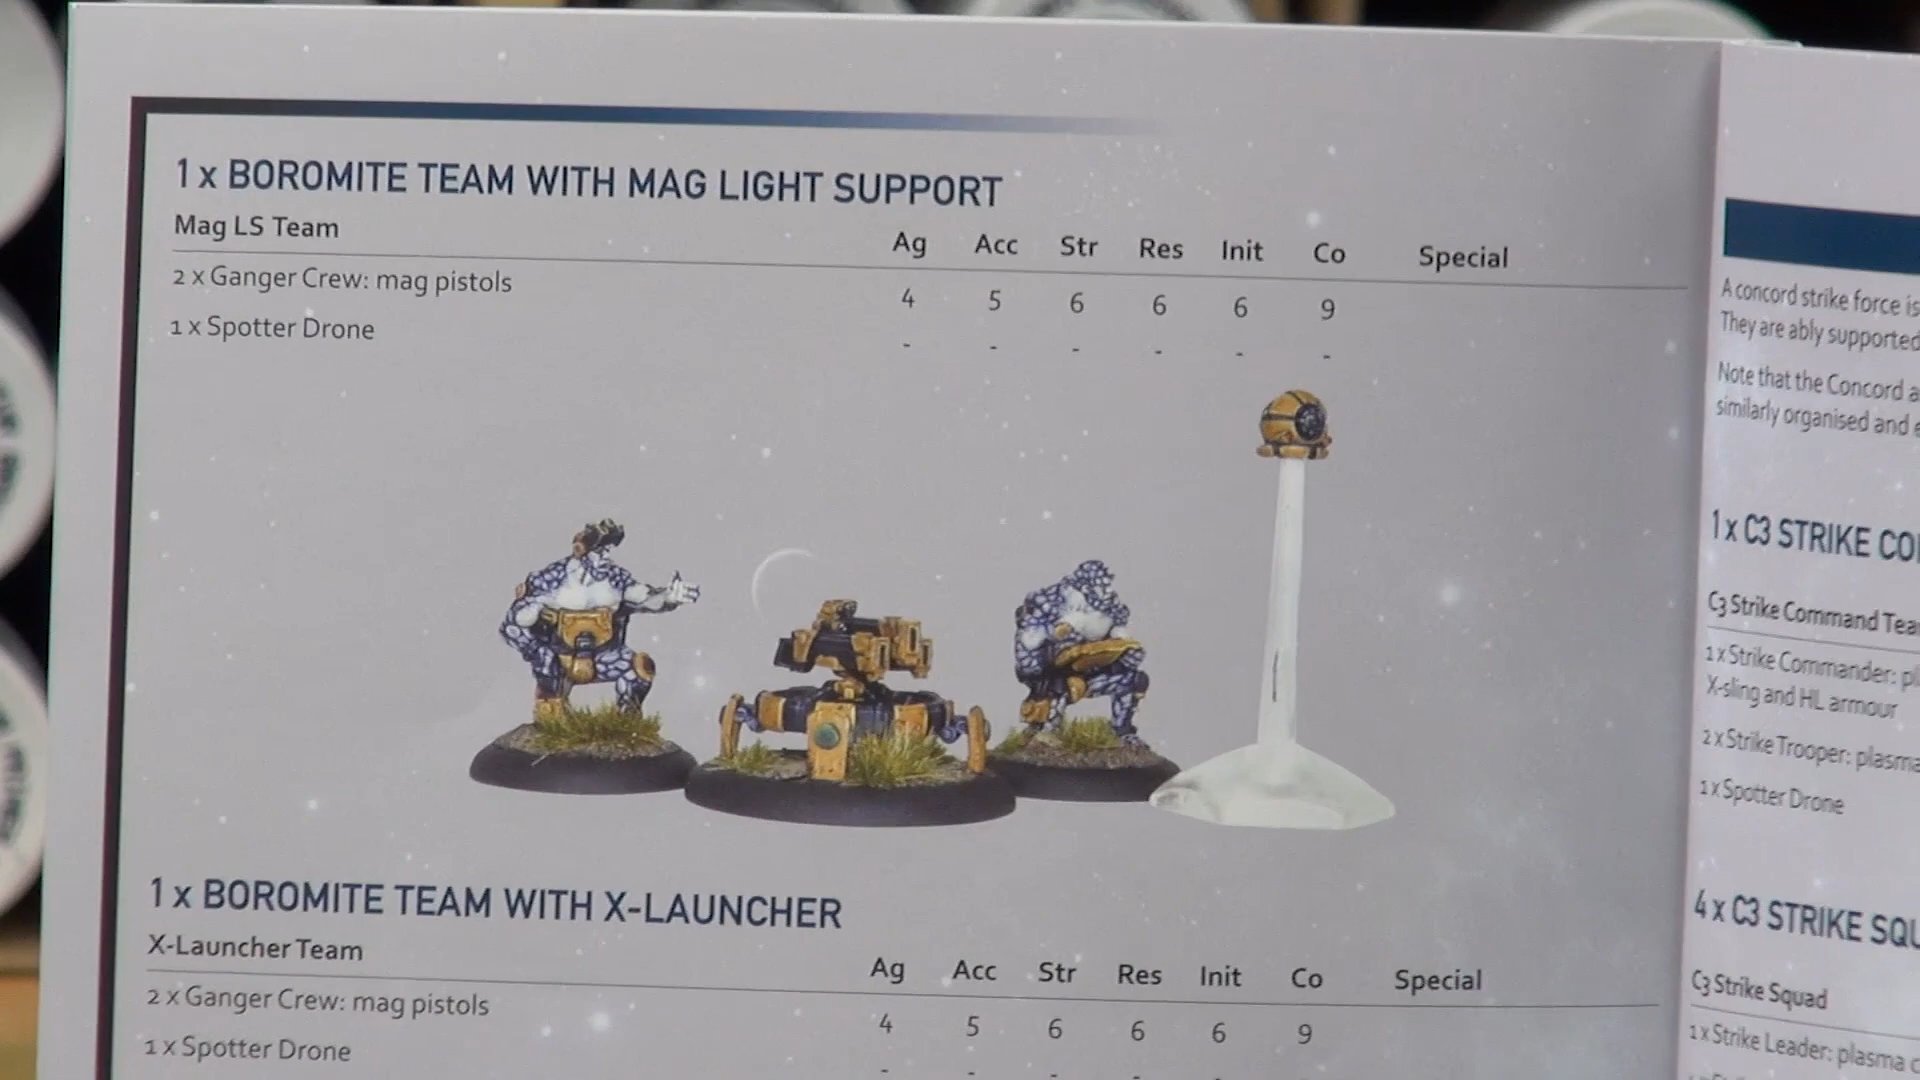 1 x BOROMITE TEAM WITH MAG LIGHT SUPPORT
Mag LS Team Ag Acc Str Res Init Co Special
2 x Ganger Crew: mag pistols 4 5 6 6 6 9
1 x Spotter Drone - - - - - -
1 x BOROMITE TEAM WITH X-LAUNCHER
X-Launcher Team Ag Acc Str Res Init Co Special
2 x Ganger Crew: mag pistols 4 5 6 6 6 9
1 x Spotter Drone - - - -
A concord strike force is
They are ably supported
Note that the Concord a
similarly organised and e
1 x C3 STRIKE CO
C3 Strike Command Tea
1 x Strike Commander: pl
X-sling and HL armour
2 x Strike Trooper: plasma
1 x Spotter Drone
4 x C3 STRIKE SQU
C3 Strike Squad
1 x Strike Leader: plasma c